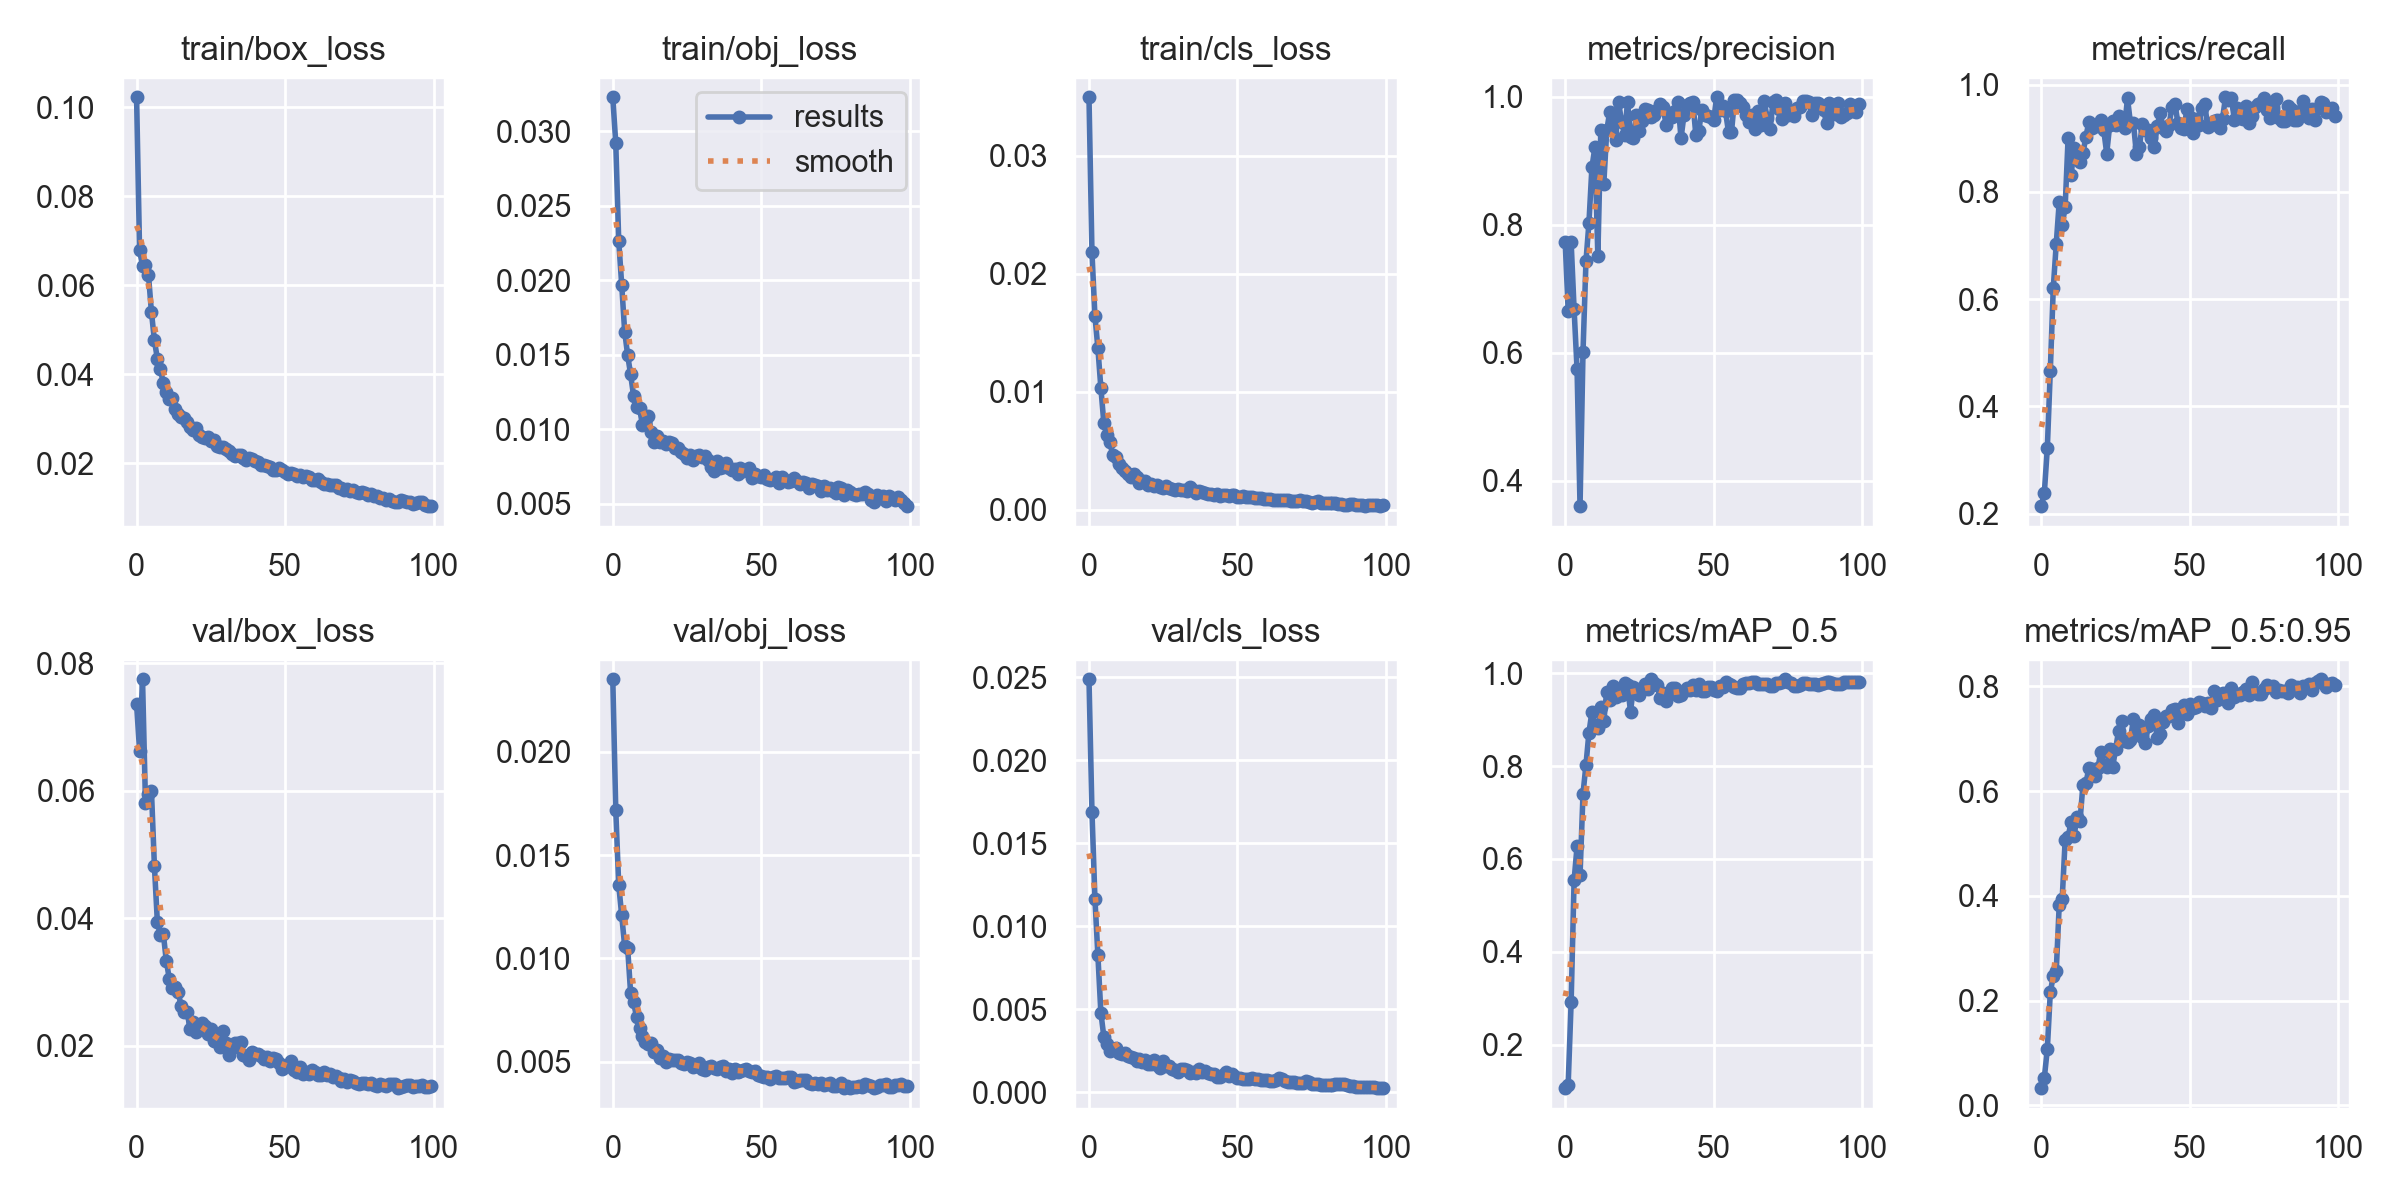 train/box_loss
0.10
0.08
0.06
0.04
0.02
0 50 100
train/obj_loss
results
smooth
0.030
0.025
0.020
0.015
0.010
0.005
0 50 100
train/cls_loss
0.03
0.02
0.01
0.00
0 50 100
metrics/precision
1.0
0.8
0.6
0.4
0 50 100
metrics/recall
1.0
0.8
0.6
0.4
0.2
0 50 100
val/box_loss
0.08
0.06
0.04
0.02
0 50 100
val/obj_loss
0.020
0.015
0.010
0.005
0 50 100
val/cls_loss
0.025
0.020
0.015
0.010
0.005
0.000
0 50 100
metrics/mAP_0.5
1.0
0.8
0.6
0.4
0.2
0 50 100
metrics/mAP_0.5:0.95
0.8
0.6
0.4
0.2
0.0
0 50 100